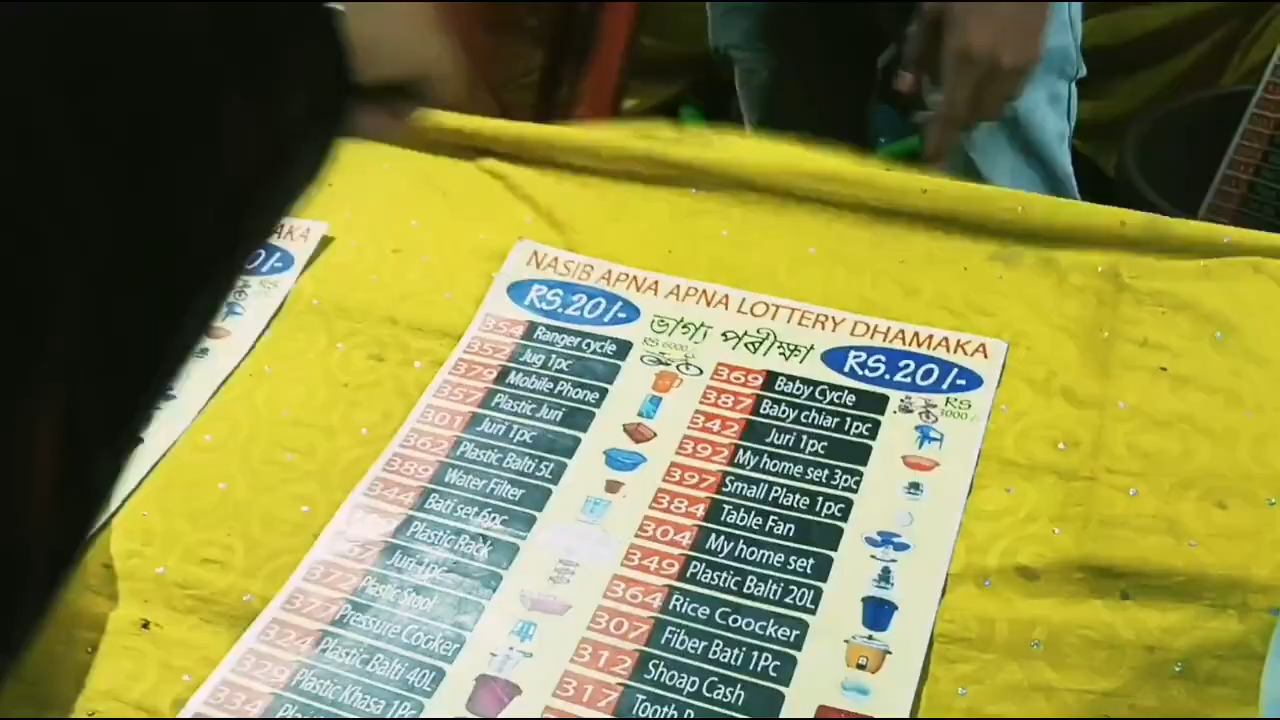 AKA
0/-
NASIB APNA APNA LOTTERY DHAMAKA
RS.20/-
ভাগ্য পৰীক্ষা
RS.20/-
354 Ranger cycle
RS 6000
352 Jug 1pc
379 Mobile Phone
357 Plastic Juri
301 Juri 1pc
362 Plastic Balti 5L
389 Water Filter
344 Bati set 6pc
Plastic Rack
67 Juri 1pc
372 Plastic Stool
377 Pressure Cooker
324 Plastic Balti 40L
329 Plastic Khasa 1Pc
334
369 Baby Cycle
RS 3000
387 Baby chiar 1pc
342 Juri 1pc
392 My home set 3pc
397 Small Plate 1pc
384 Table Fan
304 My home set
349 Plastic Balti 20L
364 Rice Coocker
307 Fiber Bati 1Pc
312 Shoap Cash
317 Tooth